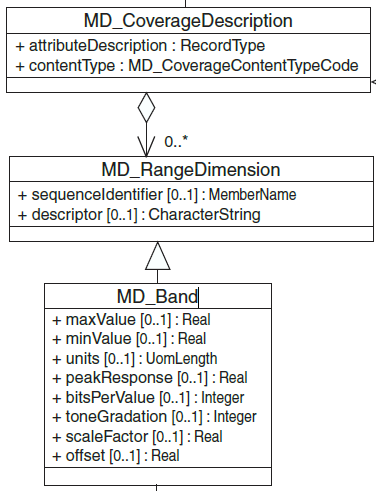 MD_CoverageDescription
+ attributeDescription : RecordType
+ contentType : MD_CoverageContentTypeCode
0..*
MD_RangeDimension
+ sequenceIdentifier [0..1] : MemberName
+ descriptor [0..1] : CharacterString
MD_Band
+ maxValue [0..1] : Real
+ minValue [0..1] : Real
+ units [0..1] : UomLength
+ peakResponse [0..1] : Real
+ bitsPerValue [0..1] : Integer
+ toneGradation [0..1] : Integer
+ scaleFactor [0..1] : Real
+ offset [0..1] : Real